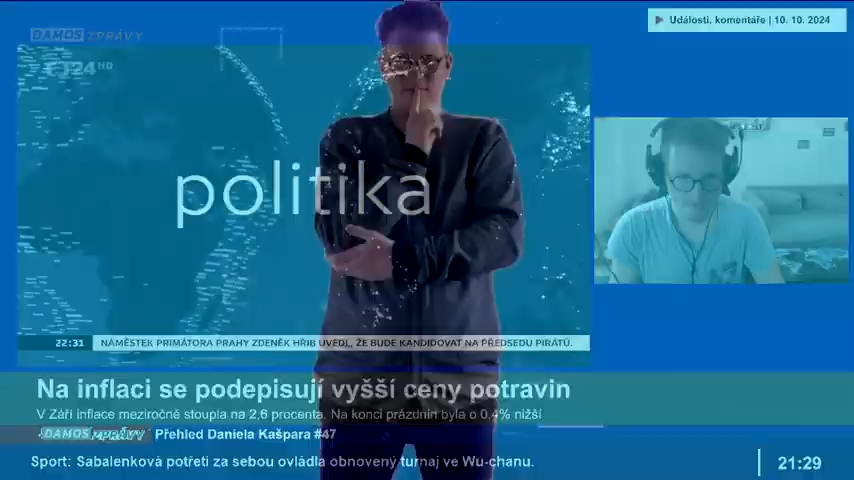 DAMOS ZPRÁVY
Události, komentáře | 10. 10. 2024
ČT24 HD
politika
22:31 NÁMĚSTEK PRIMÁTORA PRAHY ZDENĚK HŘIB UVEDL, ŽE BUDE KANDIDOVAT NA PŘEDSEDU PIRÁTŮ.
Na inflaci se podepisují vyšší ceny potravin
V Září inflace meziročně stoupla na 2,6 procenta. Na konci prázdnin byla o 0,4% nižší
DAMOS ZPRÁVY Přehled Daniela Kašpara #47
Sport: Sabalenková potřetí za sebou ovládla obnovený turnaj ve Wu-chanu.
21:29